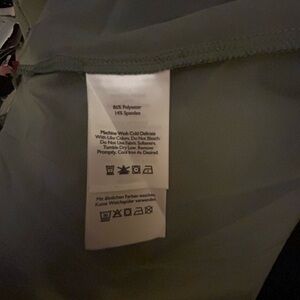 86% Polyester
14% Spandex
Machine Wash Cold Delicate
With Like Colors. Do Not Bleach.
Do Not Use Fabric Softeners.
Tumble Dry Low. Remove
Promptly. Cool Iron As Desired.
Mit ähnlichen Farben waschen.
Keine Weichspüler verwenden.